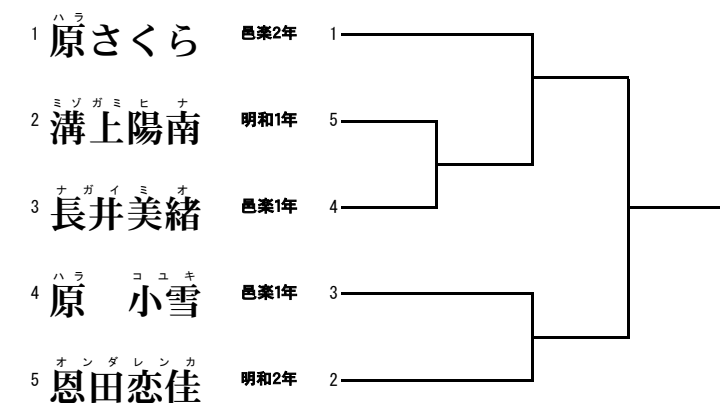 ハラ
1 原さくら 邑楽2年 1
ミゾガミヒナ
2 溝上陽南 明和1年 5
ナガイミオ
3 長井美緒 邑楽1年 4
ハラ コユキ
4 原 小雪 邑楽1年 3
オンダレンカ
5 恩田恋佳 明和2年 2